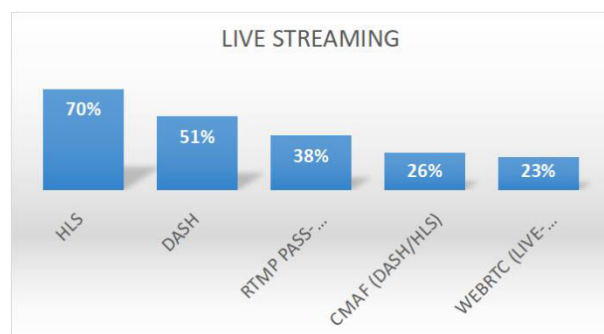 LIVE STREAMING
70%
51%
38%
26%
23%
HLS
DASH
RTMP PASS-...
CMAF (DASH/HLS)
WEBRTC (LIVE-...